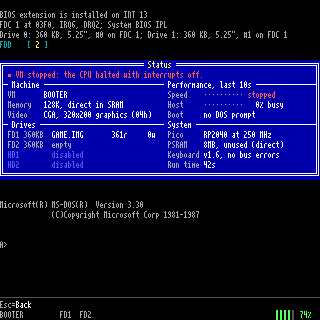 BIOS extension is installed on INT 13
FDC 1 at 03F0, IRQ6, DRQ2; System BIOS IPL
Drive 0: 360 KB, 5.25", #0 on FDC 1; Drive 1: 360 KB, 5.25", #1 on FDC 1
FDD [ 2 ]
Status
• VM stopped: the CPU halted with interrupts off.
Machine
VM BOOTER
Memory 128K, direct in SRAM
Video CGA, 320x200 graphics (04h)
Performance, last 10s
Speed ·········· stopped
Host ·········· 0% busy
Boot no DOS prompt
Drives
FD1 360KB GAME.IMG 361r 0w
FD2 360KB empty
HD1 disabled
HD2 disabled
System
Pico RP2040 at 250 MHz
PSRAM 8MB, unused (direct)
Keyboard v1.6, no bus errors
Run time 42s
Microsoft(R) MS-DOS(R) Version 3.30
(C)Copyright Microsoft Corp 1981-1987
A>
Esc=Back
BOOTER FD1 FD2 74%